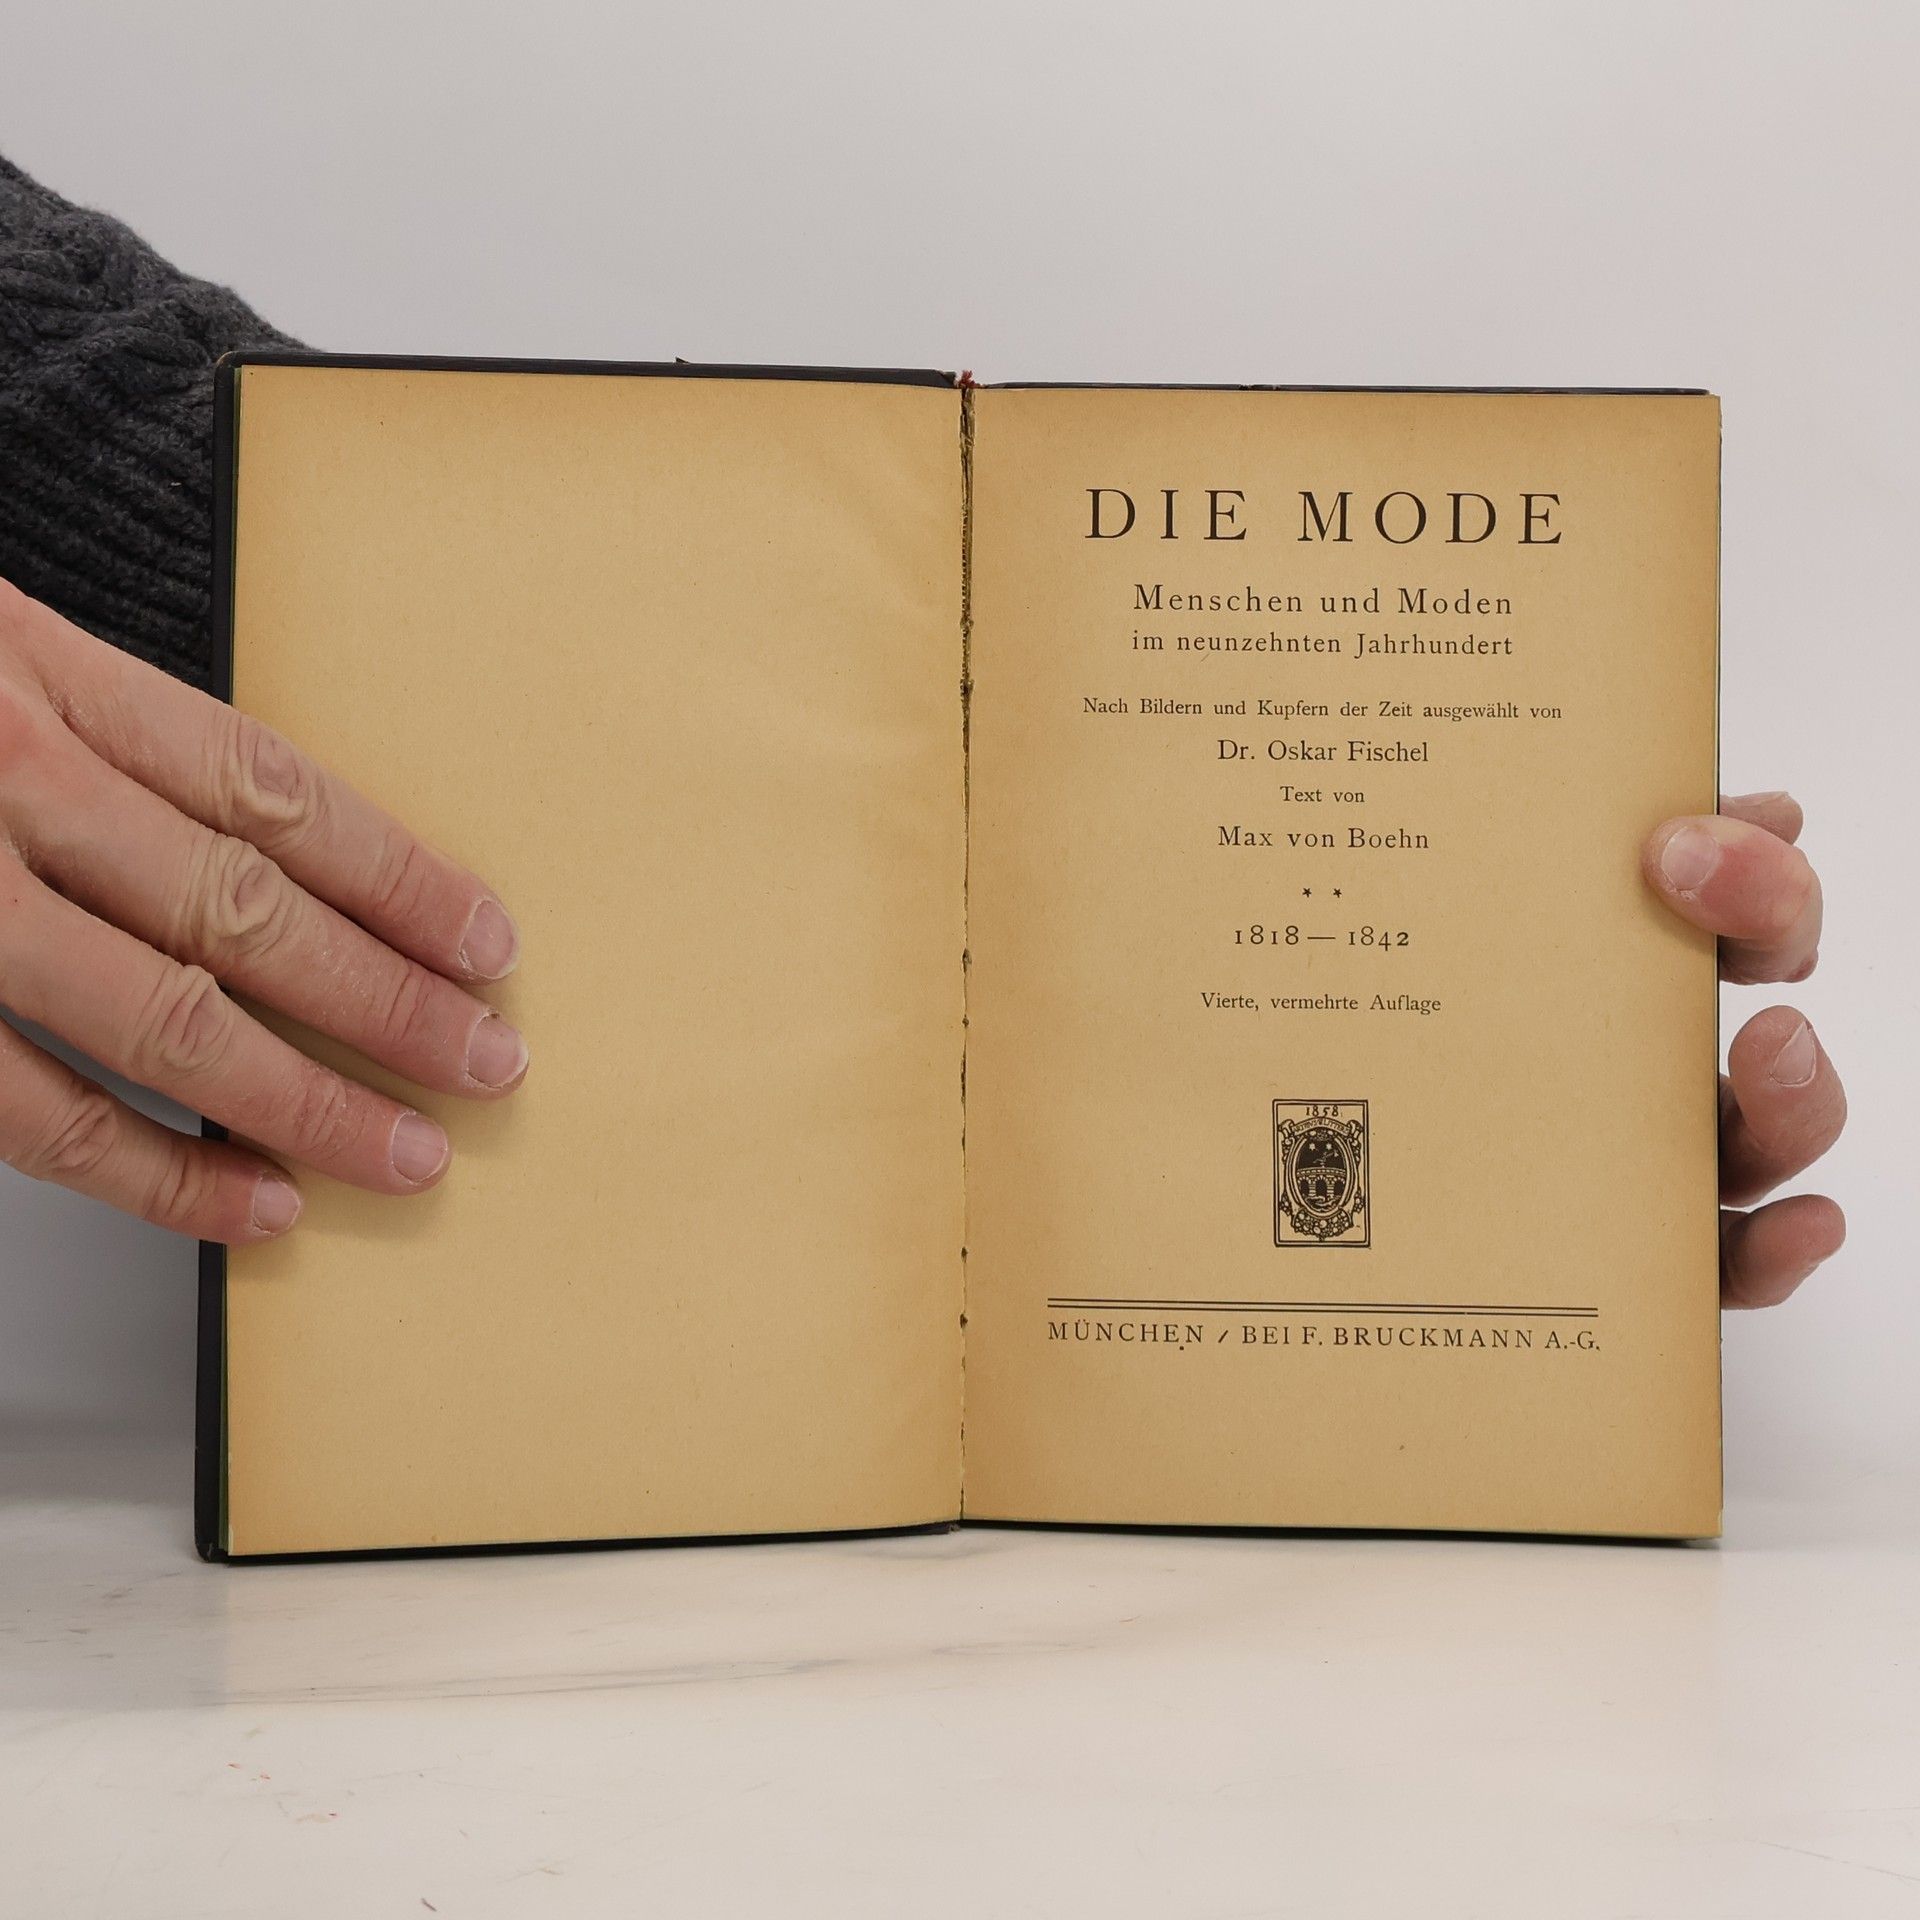 DIE MODE
Menschen und Moden
im neunzehnten Jahrhundert
Nach Bildern und Kupfern der Zeit ausgewählt von
Dr. Oskar Fischel
Text von
Max von Boehn
* *
1818 — 1842
Vierte, vermehrte Auflage
1858
MÜNCHEN / BEI F. BRUCKMANN A.-G.